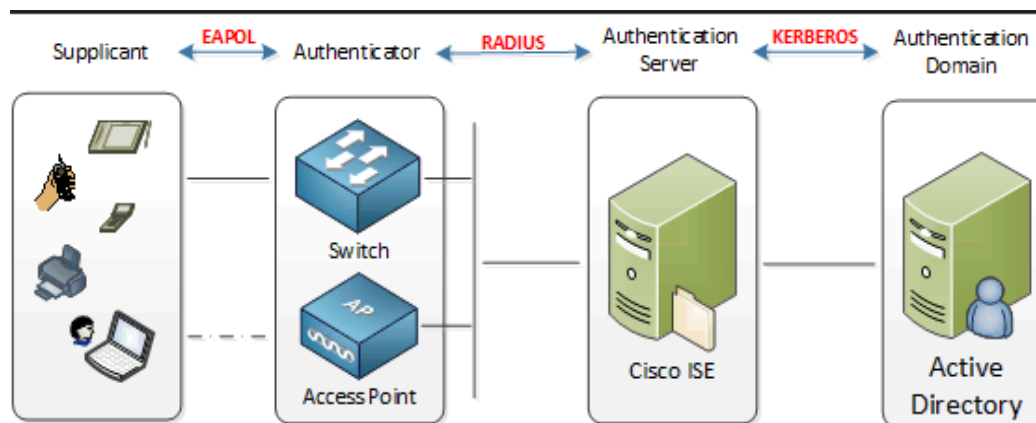 Supplicant
EAPOL
Authenticator
RADIUS
Authentication
Server
KERBEROS
Authentication
Domain
Switch
AP
Access Point
Cisco ISE
Active
Directory